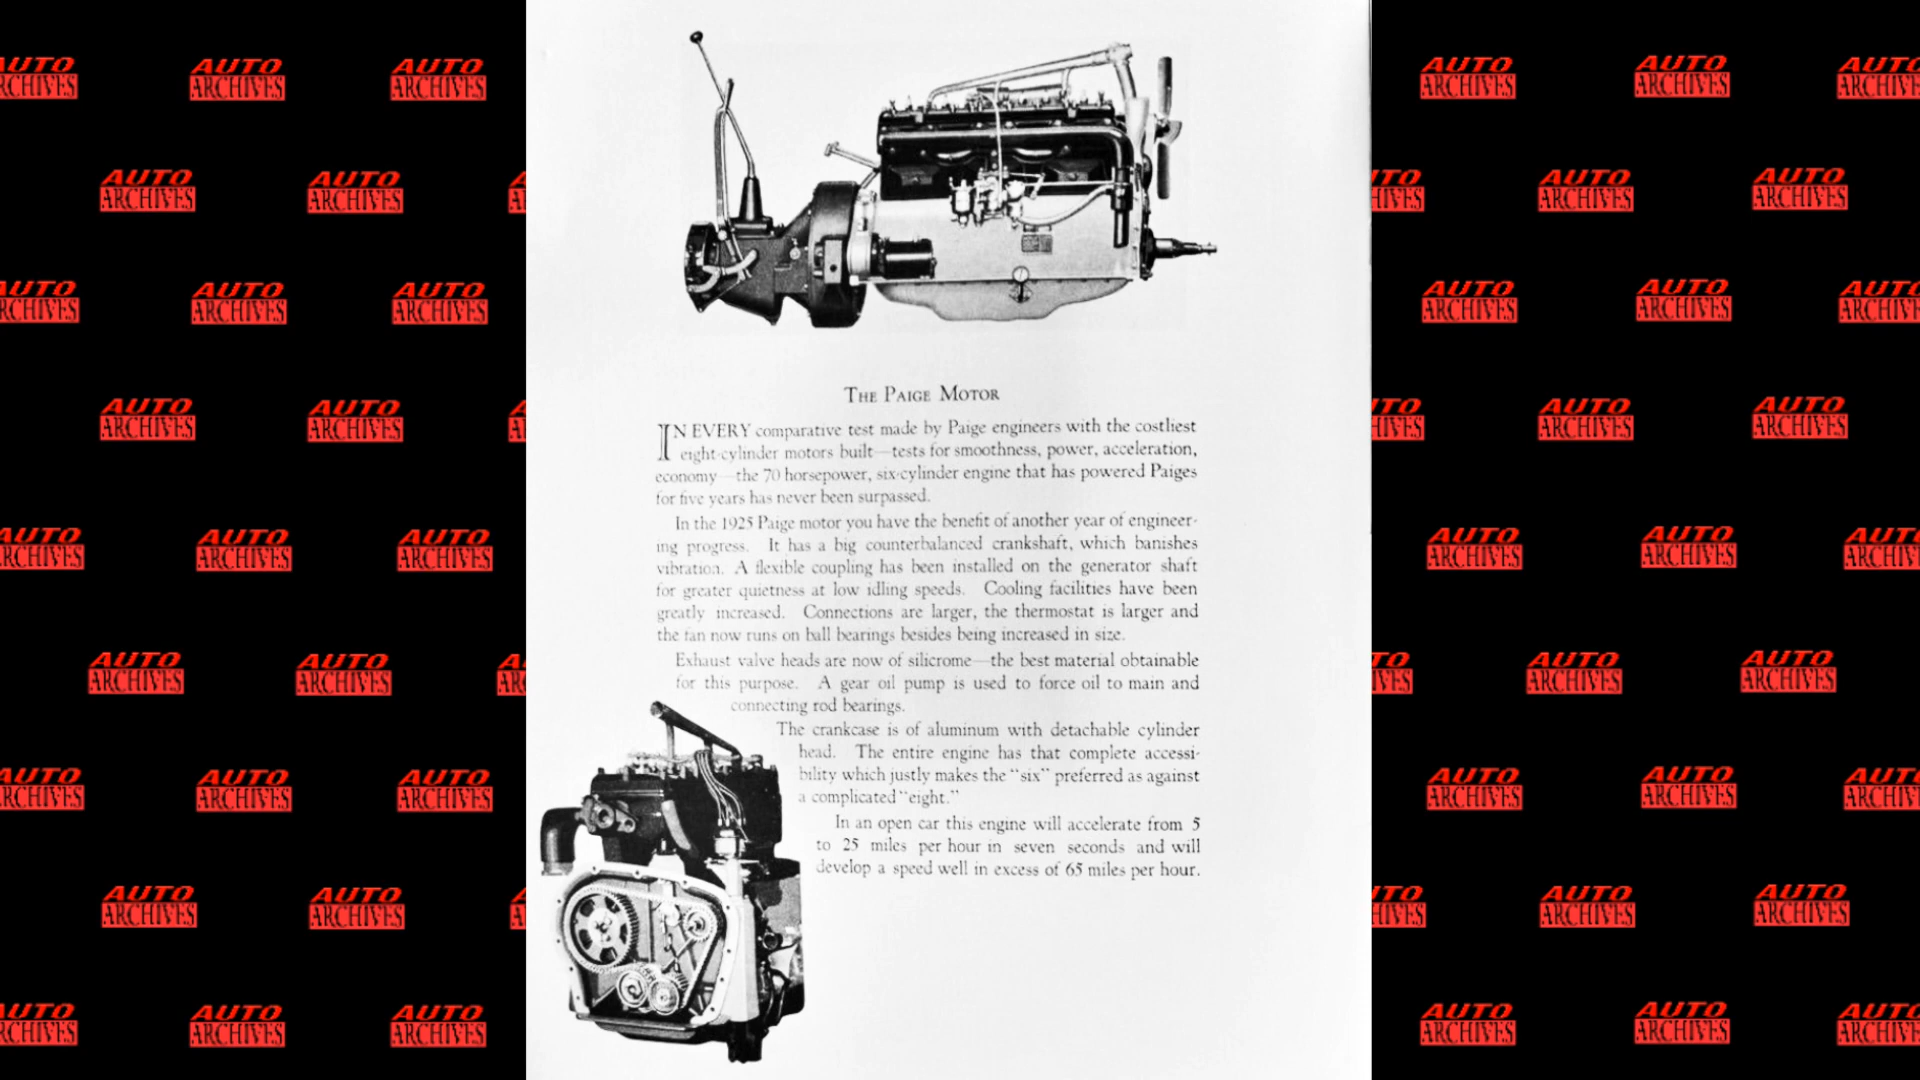 THE PAIGE MOTOR
IN EVERY comparative test made by Paige engineers with the costliest
eight-cylinder motors built—tests for smoothness, power, acceleration,
economy—the 70 horsepower, six-cylinder engine that has powered Paiges
for five years has never been surpassed.
In the 1925 Paige motor you have the benefit of another year of engineer-
ing progress. It has a big counterbalanced crankshaft, which banishes
vibration. A flexible coupling has been installed on the generator shaft
for greater quietness at low idling speeds. Cooling facilities have been
greatly increased. Connections are larger, the thermostat is larger and
the fan now runs on ball bearings besides being increased in size.
Exhaust valve heads are now of silicrome—the best material obtainable
for this purpose. A gear oil pump is used to force oil to main and
connecting rod bearings.
The crankcase is of aluminum with detachable cylinder
head. The entire engine has that complete accessi-
bility which justly makes the "six" preferred as against
a complicated "eight."
In an open car this engine will accelerate from 5
to 25 miles per hour in seven seconds and will
develop a speed well in excess of 65 miles per hour.
AUTO
ARCHIVES